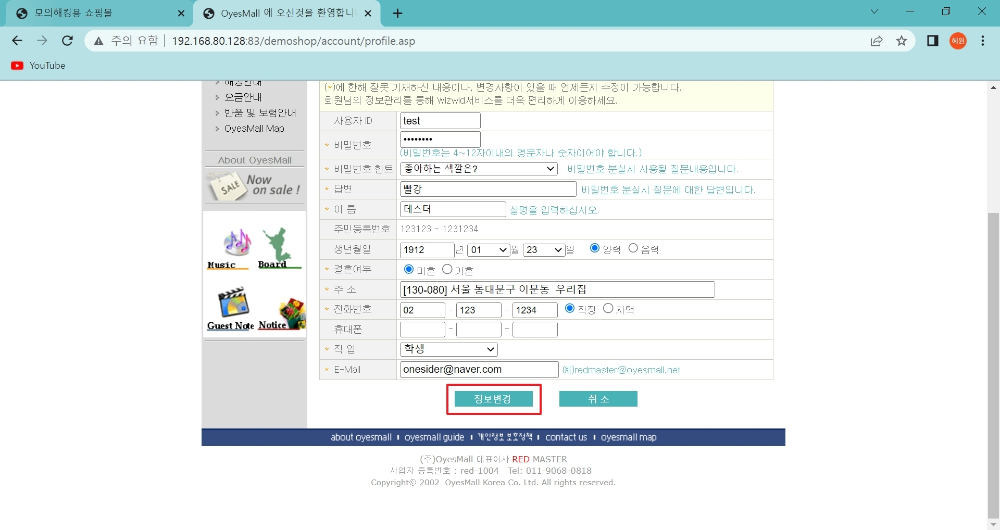 모의해킹용 쇼핑몰
OyesMall 에 오신것을 환영합니다
주의 요함 192.168.80.128:83/demoshop/account/profile.asp
혜원
YouTube
배송안내
요금안내
반품 및 보험안내
OyesMall Map
About OyesMall
SALE Now on sale !
Music
Board
Guest Note
Notice
(*)에 한해 잘못 기재하신 내용이나, 변경사항이 있을 때 언제든지 수정이 가능합니다.
회원님의 정보관리를 통해 Wizwid서비스를 더욱 편리하게 이용하세요.
사용자 ID test
* 비밀번호 ••••••••
(비밀번호는 4~12자이내의 영문자나 숫자이어야 합니다.)
* 비밀번호 힌트 좋아하는 색깔은? 비밀번호 분실시 사용될 질문내용입니다.
* 답변 빨강 비밀번호 분실시 질문에 대한 답변입니다.
* 이 름 테스터 실명을 입력하십시오.
주민등록번호 123123 - 1231234
생년월일 1912 년 01 월 23 일 양력 음력
* 결혼여부 미혼 기혼
* 주 소 [130-080] 서울 동대문구 이문동 우리집
* 전화번호 02 - 123 - 1234 직장 자택
휴대폰 - -
* 직 업 학생
* E-Mail onesider@naver.com 예)redmaster@oyesmall.net
정보변경 취 소
about oyesmall oyesmall guide 개인정보 보호정책 contact us oyesmall map
(주)OyesMall 대표이사 RED MASTER
사업자 등록번호 : red-1004 Tel: 011-9068-0818
Copyright© 2002 OyesMall Korea Co. Ltd. All rights reserved.